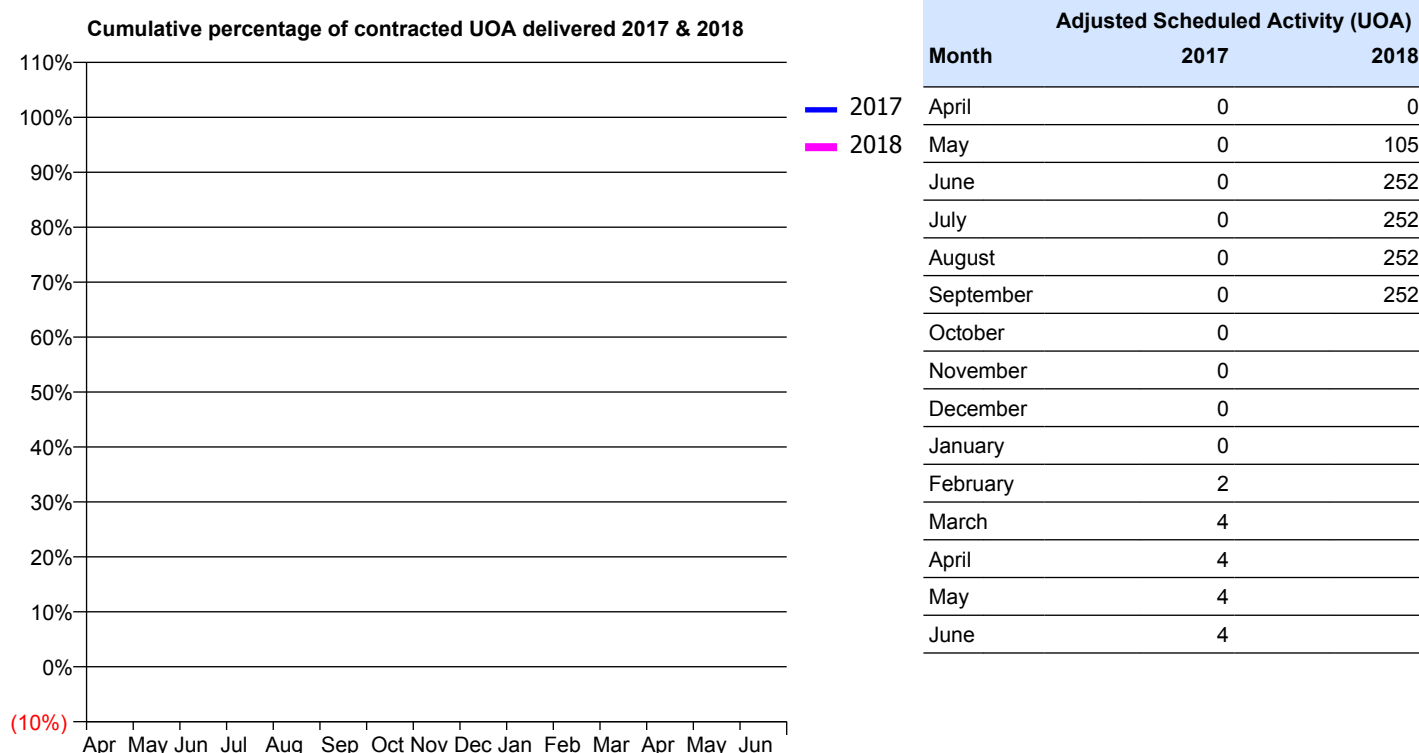 Cumulative percentage of contracted UOA delivered 2017 & 2018
110%
100%
90%
80%
70%
60%
50%
40%
30%
20%
10%
0%
(10%)
Apr May Jun Jul Aug Sep Oct Nov Dec Jan Feb Mar Apr May Jun
2017
2018
Adjusted Scheduled Activity (UOA)
Month 2017 2018
April 0 0
May 0 105
June 0 252
July 0 252
August 0 252
September 0 252
October 0
November 0
December 0
January 0
February 2
March 4
April 4
May 4
June 4